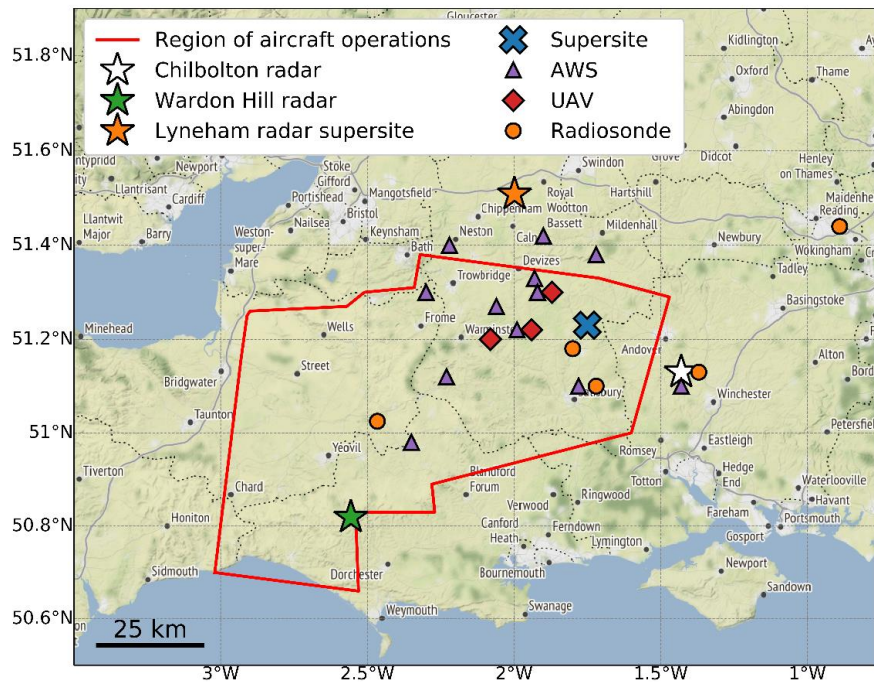 51.8°N
51.6°N
51.4°N
51.2°N
51°N
50.8°N
50.6°N
3°W
2.5°W
2°W
1.5°W
1°W
Region of aircraft operations
Chilbolton radar
Wardon Hill radar
Lyneham radar supersite
Supersite
AWS
UAV
Radiosonde
25 km
Gloucester
Kidlington
Oxford
Thame
Abingdon
Didcot
Henley
on Thames
Maidenhe
Reading
Wokingham
Newport
Cardiff
Llantrisant
Llantwit
Major
Barry
Stoke
Gifford
Portishead
Mangotsfield
Bristol
Nailsea
Keynsham
Weston-
super-
Mare
Bath
Chippenham
Neston
Caln
Royal
Wootton
Bassett
Swindon
Hartshill
Mildenhall
Newbury
Tadley
Basingstoke
Devizes
Trowbridge
Frome
Warminster
Wells
Street
Minehead
Bridgwater
Taunton
Tiverton
Yeovil
Chard
Honiton
Sidmouth
Dorchester
Weymouth
Swanage
Blandford
Forum
Verwood
Ringwood
Canford
Heath
Ferndown
Bournemouth
Lymington
Andover
Winchester
Alton
Bord
Petersfield
Romsey
Eastleigh
Totton
Hedge
End
Waterlooville
Havant
Fareham
Portsmouth
Gosport
Newport
Sandown